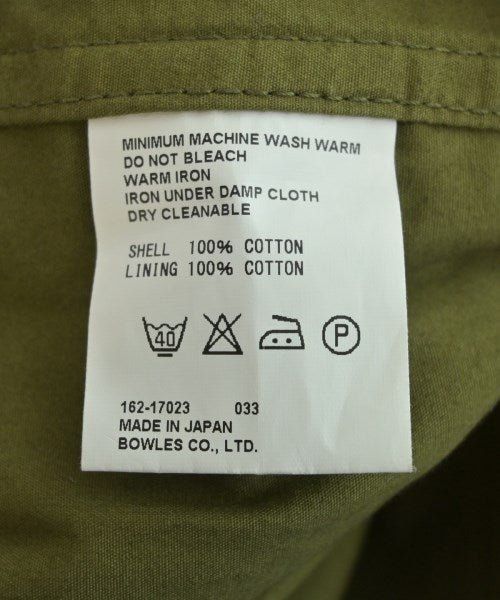 MINIMUM MACHINE WASH WARM
DO NOT BLEACH
WARM IRON
IRON UNDER DAMP CLOTH
DRY CLEANABLE
SHELL 100% COTTON
LINING 100% COTTON
40 P
162-17023 033
MADE IN JAPAN
BOWLES CO., LTD.